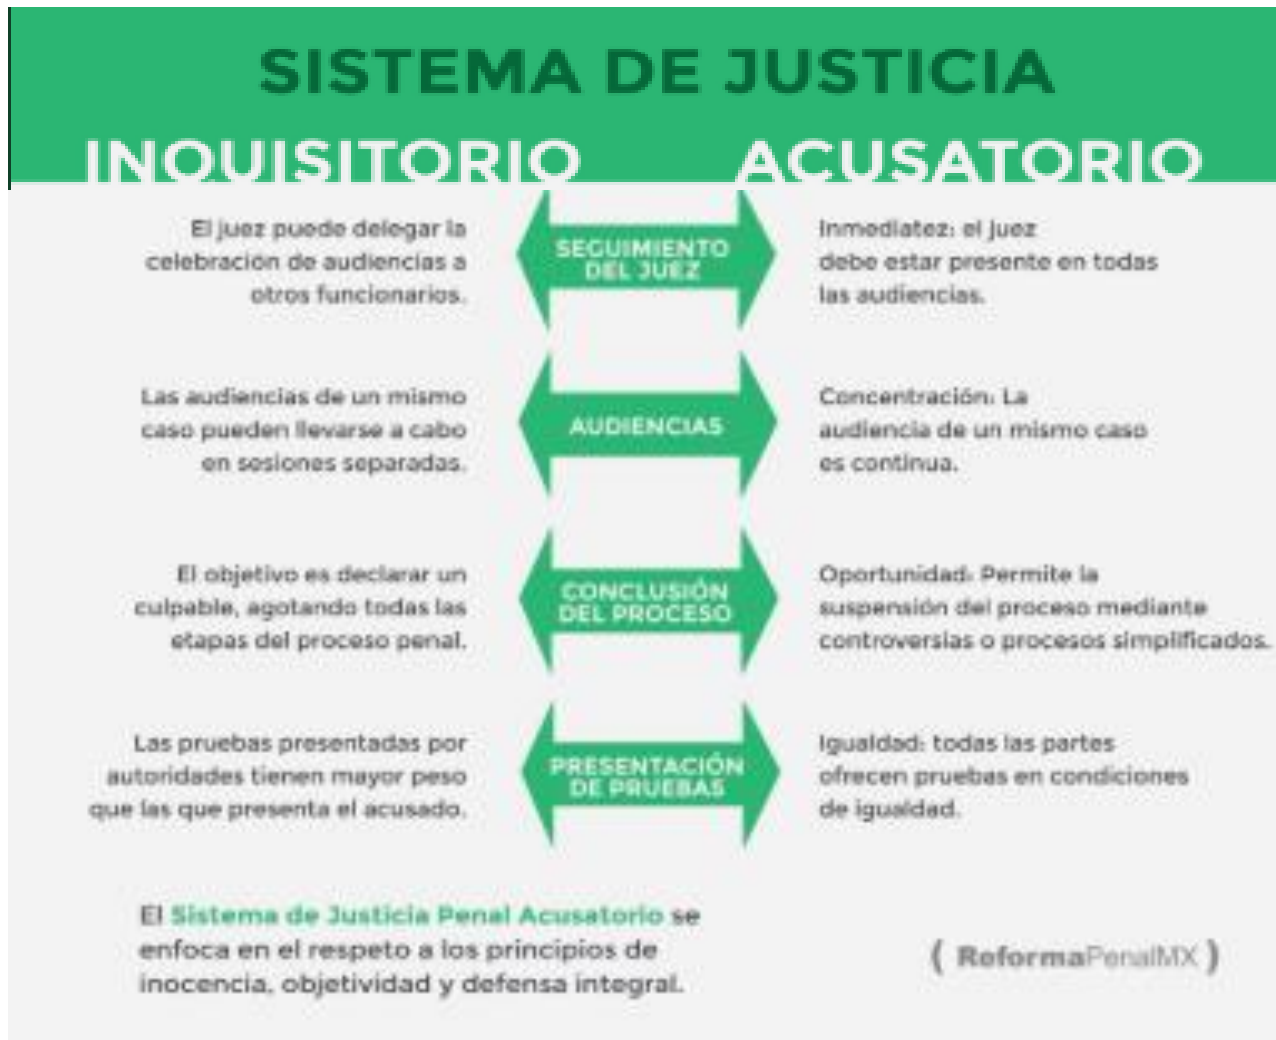 SISTEMA DE JUSTICIA
INQUISITORIO
ACUSATORIO
El juez puede delegar la
celebración de audiencias a
otros funcionarios.
SEGUIMIENTO
DEL JUEZ
Inmediatez: el juez
debe estar presente en todas
las audiencias.
Las audiencias de un mismo
caso pueden llevarse a cabo
en sesiones separadas.
AUDIENCIAS
Concentración: La
audiencia de un mismo caso
es continua.
El objetivo es declarar un
culpable, agotando todas las
etapas del proceso penal.
CONCLUSIÓN
DEL PROCESO
Oportunidad: Permite la
suspensión del proceso mediante
controversias o procesos simplificados.
Las pruebas presentadas por
autoridades tienen mayor peso
que las que presenta el acusado.
PRESENTACIÓN
DE PRUEBAS
Igualdad: todas las partes
ofrecen pruebas en condiciones
de igualdad.
El Sistema de Justicia Penal Acusatorio se
enfoca en el respeto a los principios de
inocencia, objetividad y defensa integral.
( ReformaPenalMX )